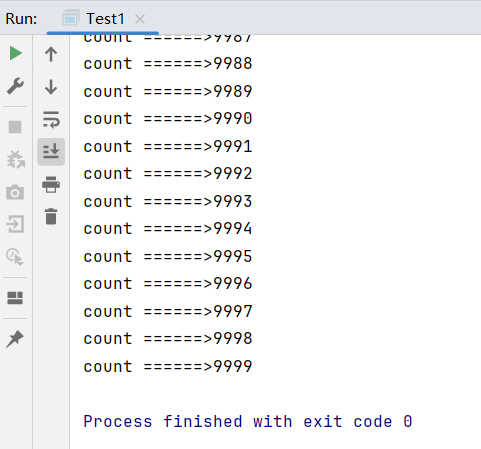 Run: Test1
count ======>9987
count ======>9988
count ======>9989
count ======>9990
count ======>9991
count ======>9992
count ======>9993
count ======>9994
count ======>9995
count ======>9996
count ======>9997
count ======>9998
count ======>9999
Process finished with exit code 0